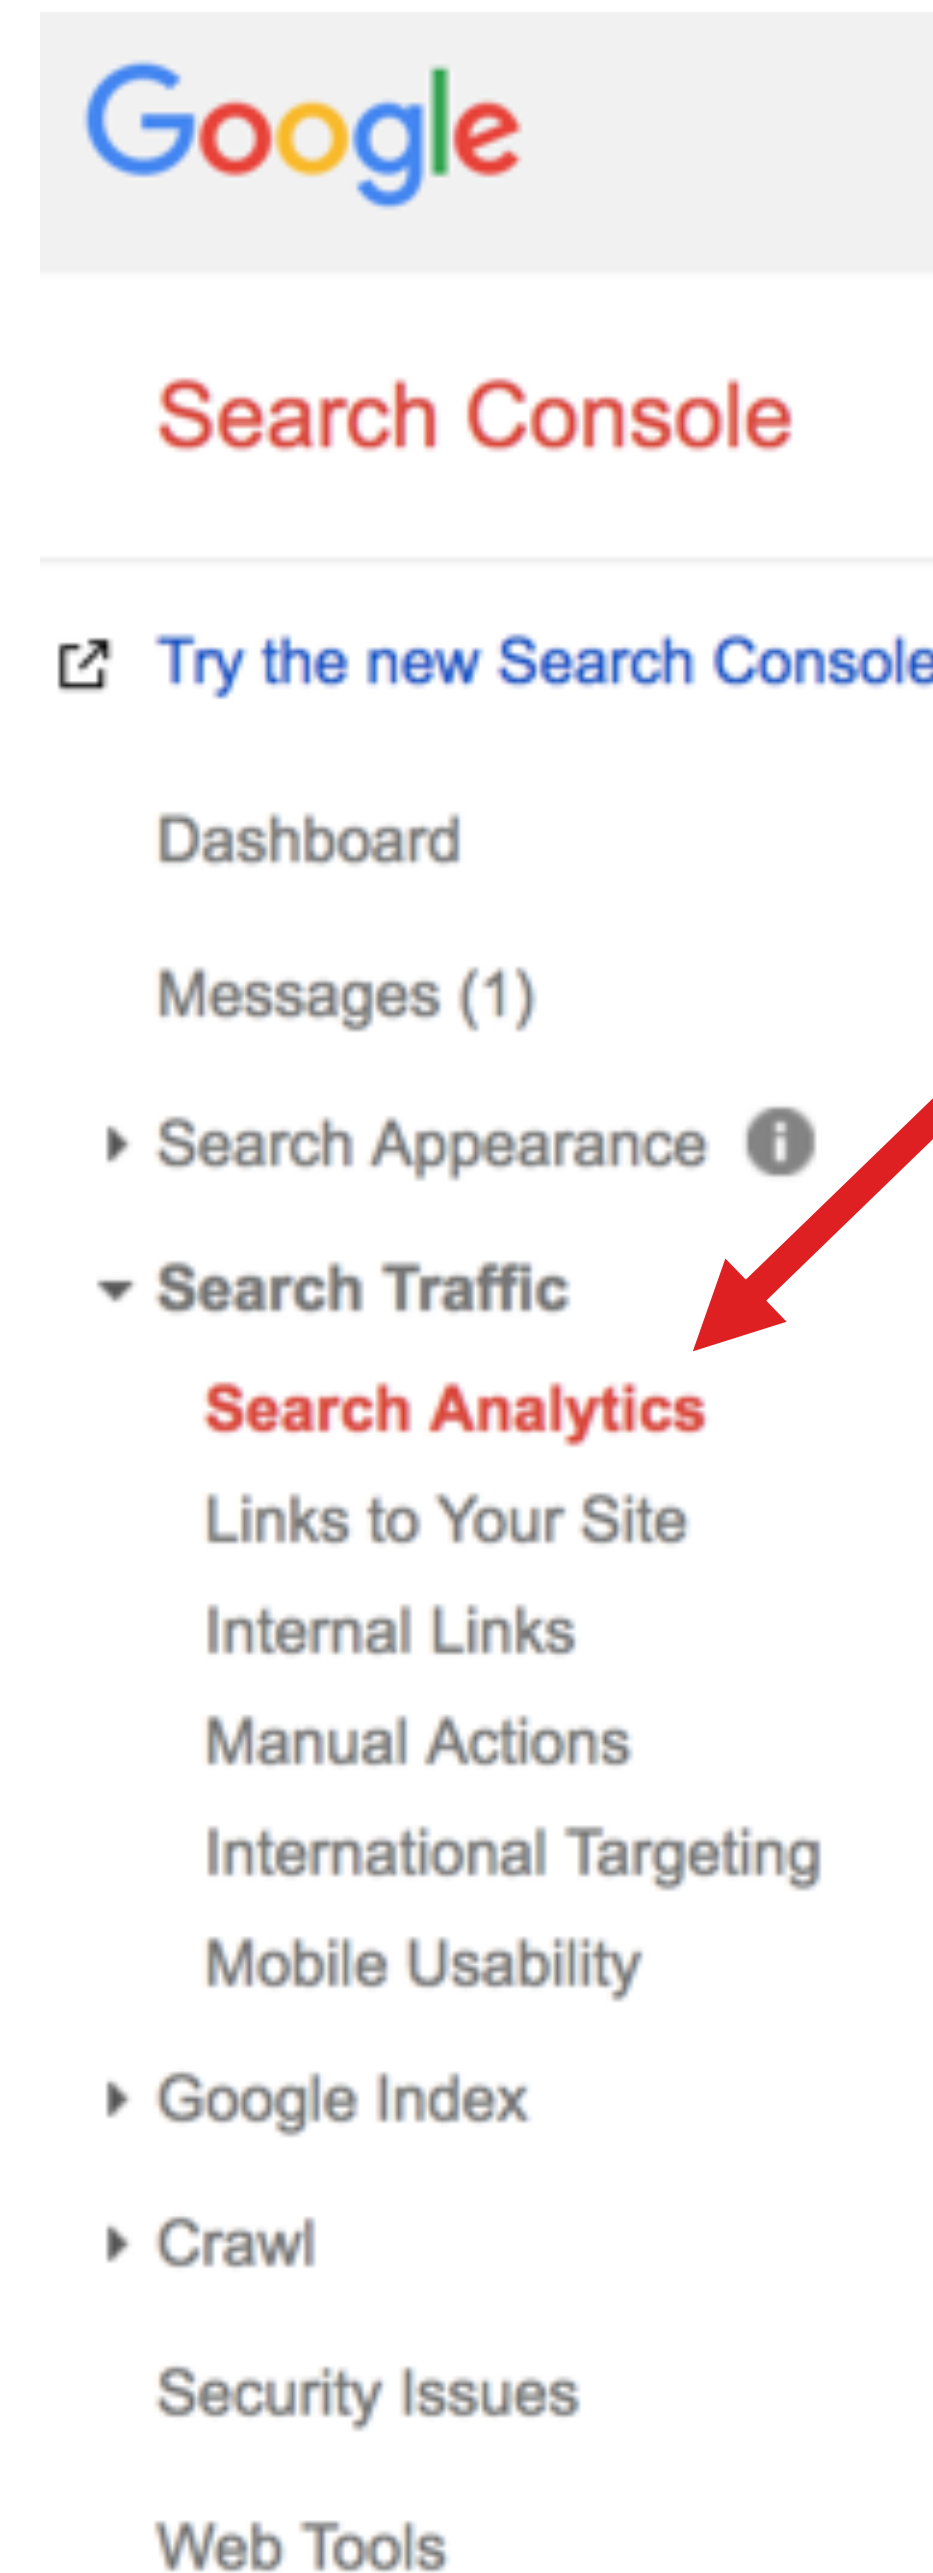 Google
Search Console
Try the new Search Console
Dashboard
Messages (1)
Search Appearance
Search Traffic
Search Analytics
Links to Your Site
Internal Links
Manual Actions
International Targeting
Mobile Usability
Google Index
Crawl
Security Issues
Web Tools